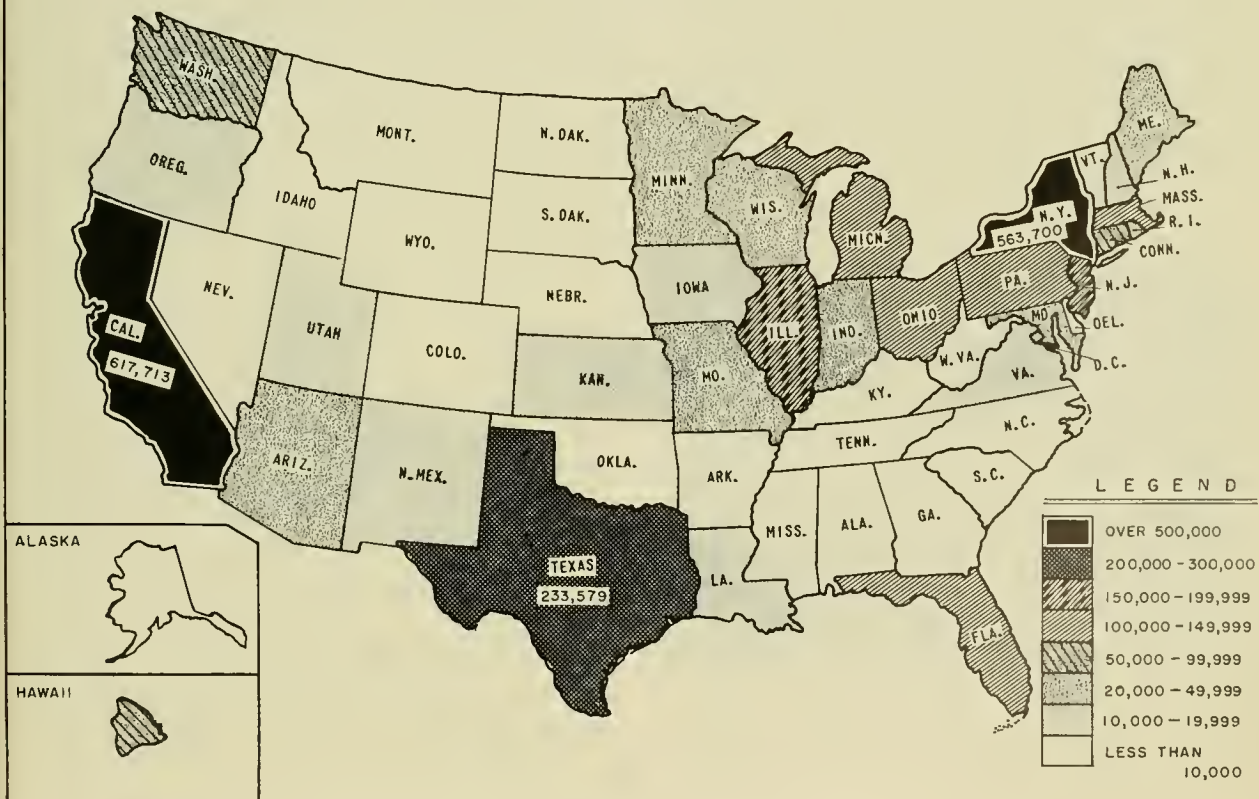 WASH.
MONT.
N. DAK.
MINN.
ME.
OREG.
IDAHO
S. DAK.
WIS.
VT.
N. H.
MASS.
R. I.
CONN.
WYO.
MICN.
N.Y.
563,700
PA.
N.J.
NEV.
NEBR.
IOWA
CAL.
617,713
UTAH
COLO.
ILL.
IND.
OHIO
MD
OEL.
D.C.
W.VA.
VA.
KAN.
MO.
KY.
ARIZ.
N.MEX.
OKLA.
ARK.
TENN.
N.C.
S.C.
MISS.
ALA.
GA.
TEXAS
233,579
LA.
FLA.
ALASKA
HAWAII
LEGEND
OVER 500,000
200,000-300,000
150,000-199,999
100,000-149,999
50,000-99,999
20,000-49,999
10,000-19,999
LESS THAN
10,000